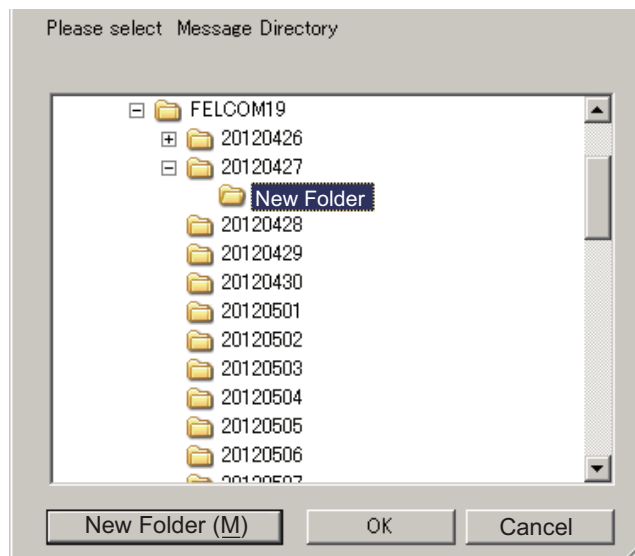 Please select Message Directory
FELCOM19
20120426
20120427
New Folder
20120428
20120429
20120430
20120501
20120502
20120503
20120504
20120505
20120506
20120507
New Folder (M)
OK
Cancel